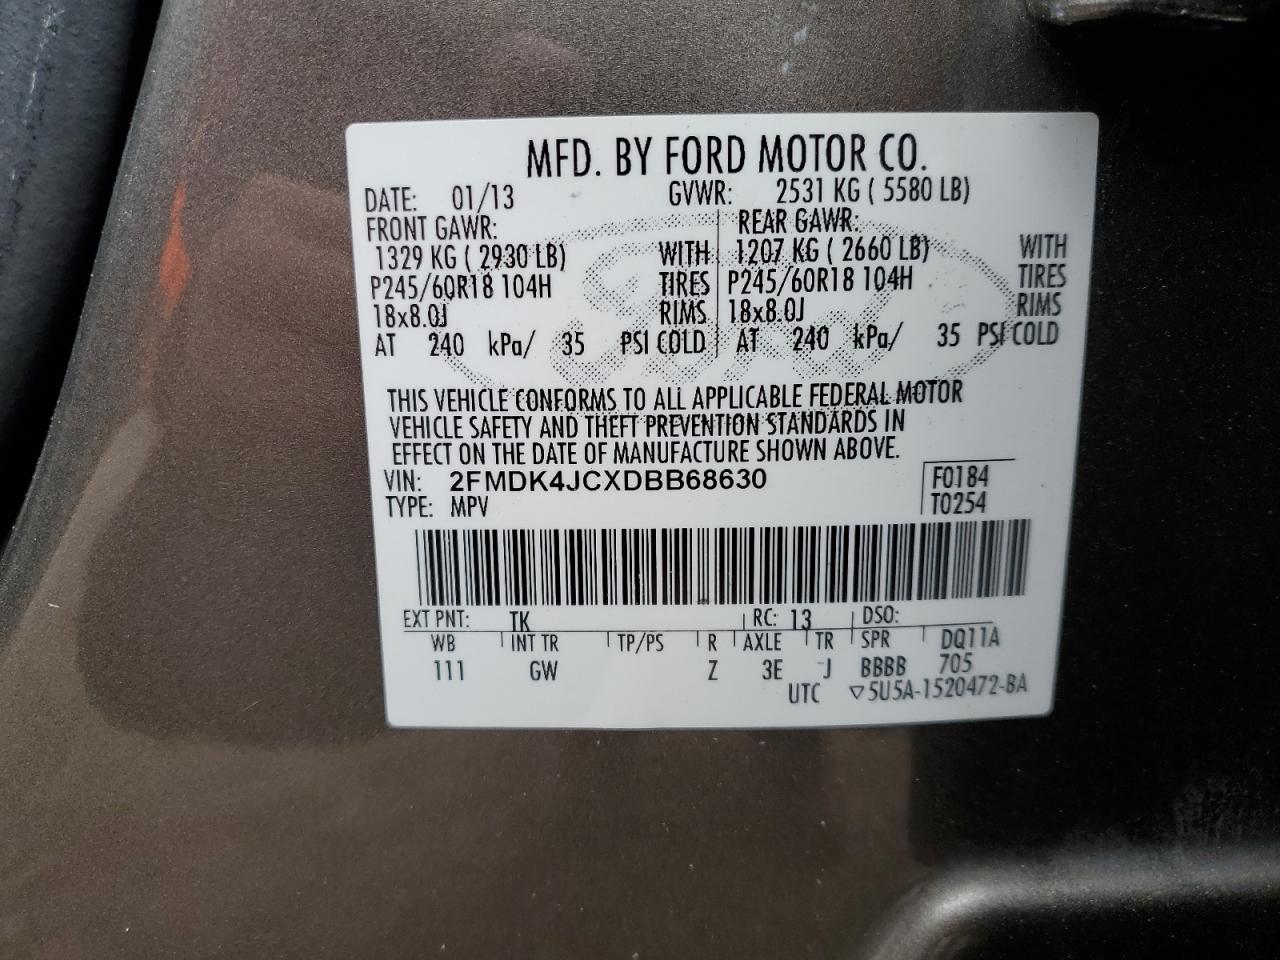 MFD. BY FORD MOTOR CO.
DATE: 01/13 GVWR: 2531 KG ( 5580 LB)
FRONT GAWR: REAR GAWR:
1329 KG ( 2930 LB) WITH 1207 KG ( 2660 LB) WITH
P245/60R18 104H TIRES P245/60R18 104H TIRES
18x8.0J RIMS 18x8.0J RIMS
AT 240 kPa/ 35 PSI COLD AT 240 kPa/ 35 PSI COLD
THIS VEHICLE CONFORMS TO ALL APPLICABLE FEDERAL MOTOR
VEHICLE SAFETY AND THEFT PREVENTION STANDARDS IN
EFFECT ON THE DATE OF MANUFACTURE SHOWN ABOVE.
VIN: 2FMDK4JCXDBB68630 F0184
TYPE: MPV T0254
EXT PNT: TK RC: 13 DSO:
WB INT TR TP/PS R AXLE TR SPR DQ11A
111 GW Z 3E J BBBB 705
UTC ▽5U5A-1520472-BA